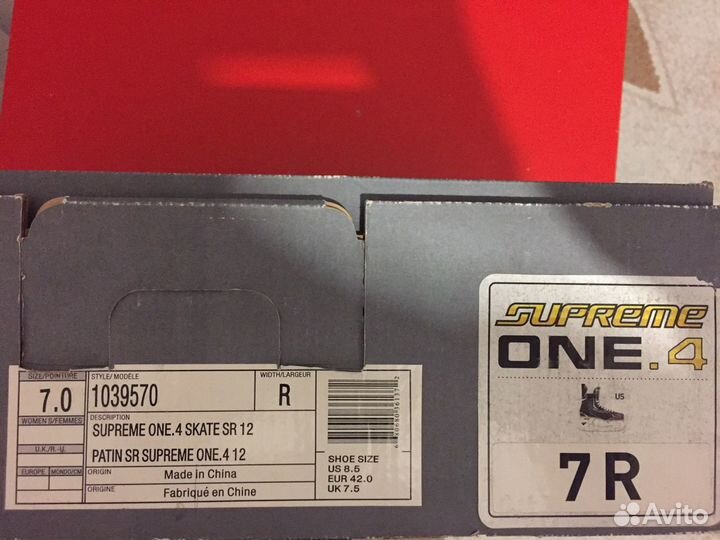 SIZE/POINTURE
7.0
WOMEN'S/FEMMES
U.K./R.-U.
EUROPE MONDO/CM
STYLE/MODÈLE
1039570
WIDTH/LARGEUR
R
DESCRIPTION
SUPREME ONE.4 SKATE SR 12
PATIN SR SUPREME ONE.4 12
ORIGIN
Made in China
ORIGINE
Fabriqué en Chine
SHOE SIZE
US 8.5
EUR 42.0
UK 7.5
SUPREME
ONE.4
US
7R
Avito